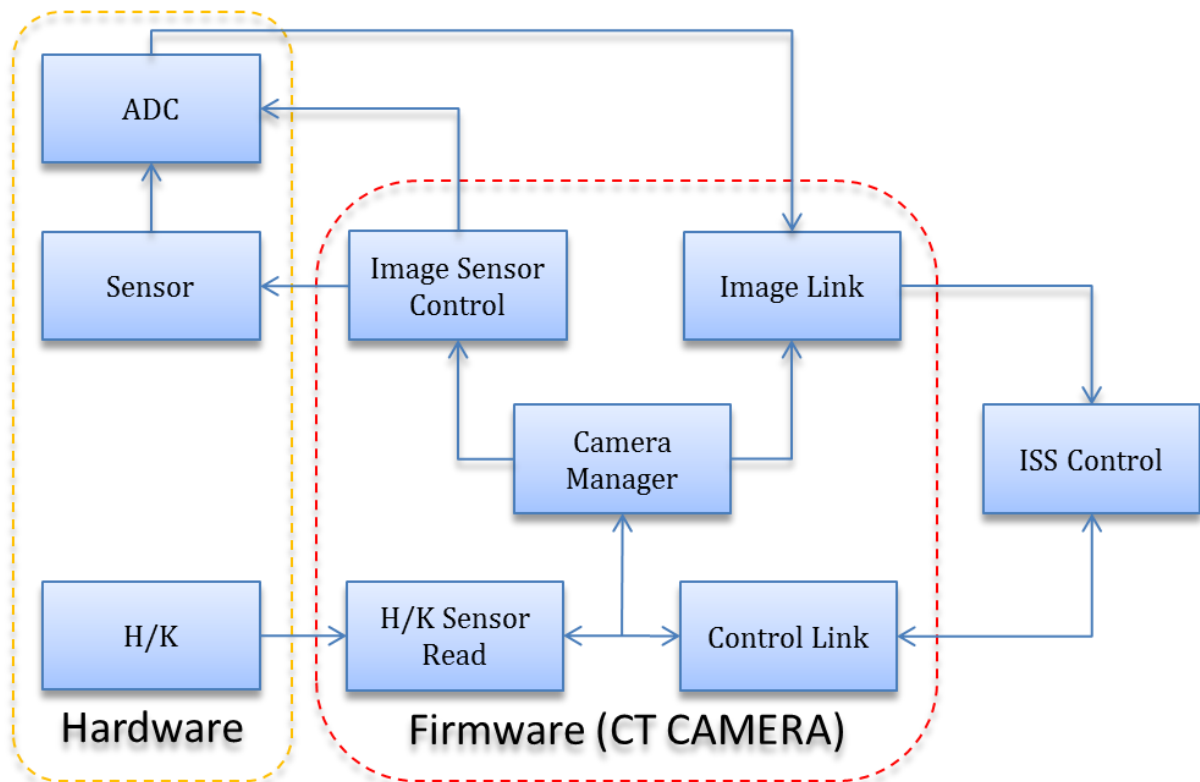 ADC
Sensor
Image Sensor
Control
Image Link
Camera
Manager
ISS Control
H/K
H/K Sensor
Read
Control Link
Hardware
Firmware (CT CAMERA)